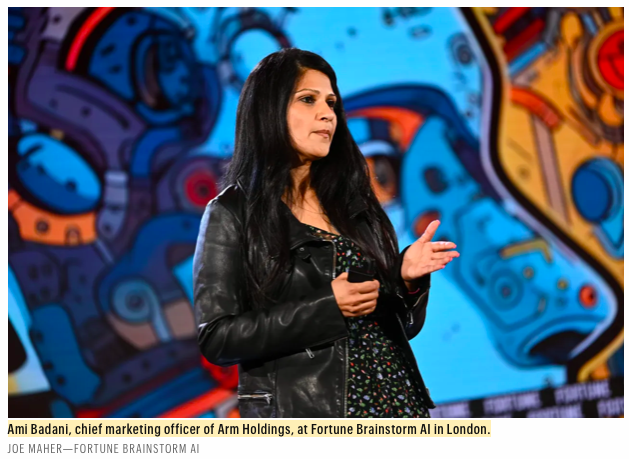 Ami Badani, chief marketing officer of Arm Holdings, at Fortune Brainstorm AI in London.
JOE MAHER—FORTUNE BRAINSTORM AI